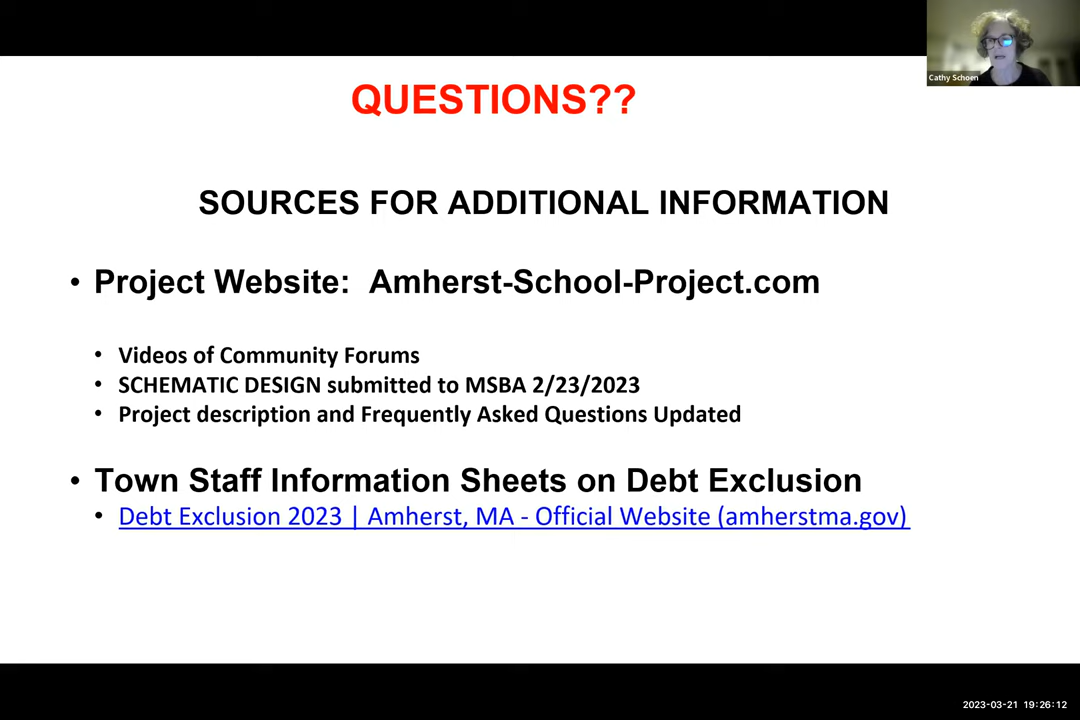 Cathy Schoen
QUESTIONS??
SOURCES FOR ADDITIONAL INFORMATION
• Project Website:  Amherst-School-Project.com
• Videos of Community Forums
• SCHEMATIC DESIGN submitted to MSBA 2/23/2023
• Project description and Frequently Asked Questions Updated
• Town Staff Information Sheets on Debt Exclusion
• Debt Exclusion 2023 | Amherst, MA - Official Website (amherstma.gov)
2023-03-21 19:26:12